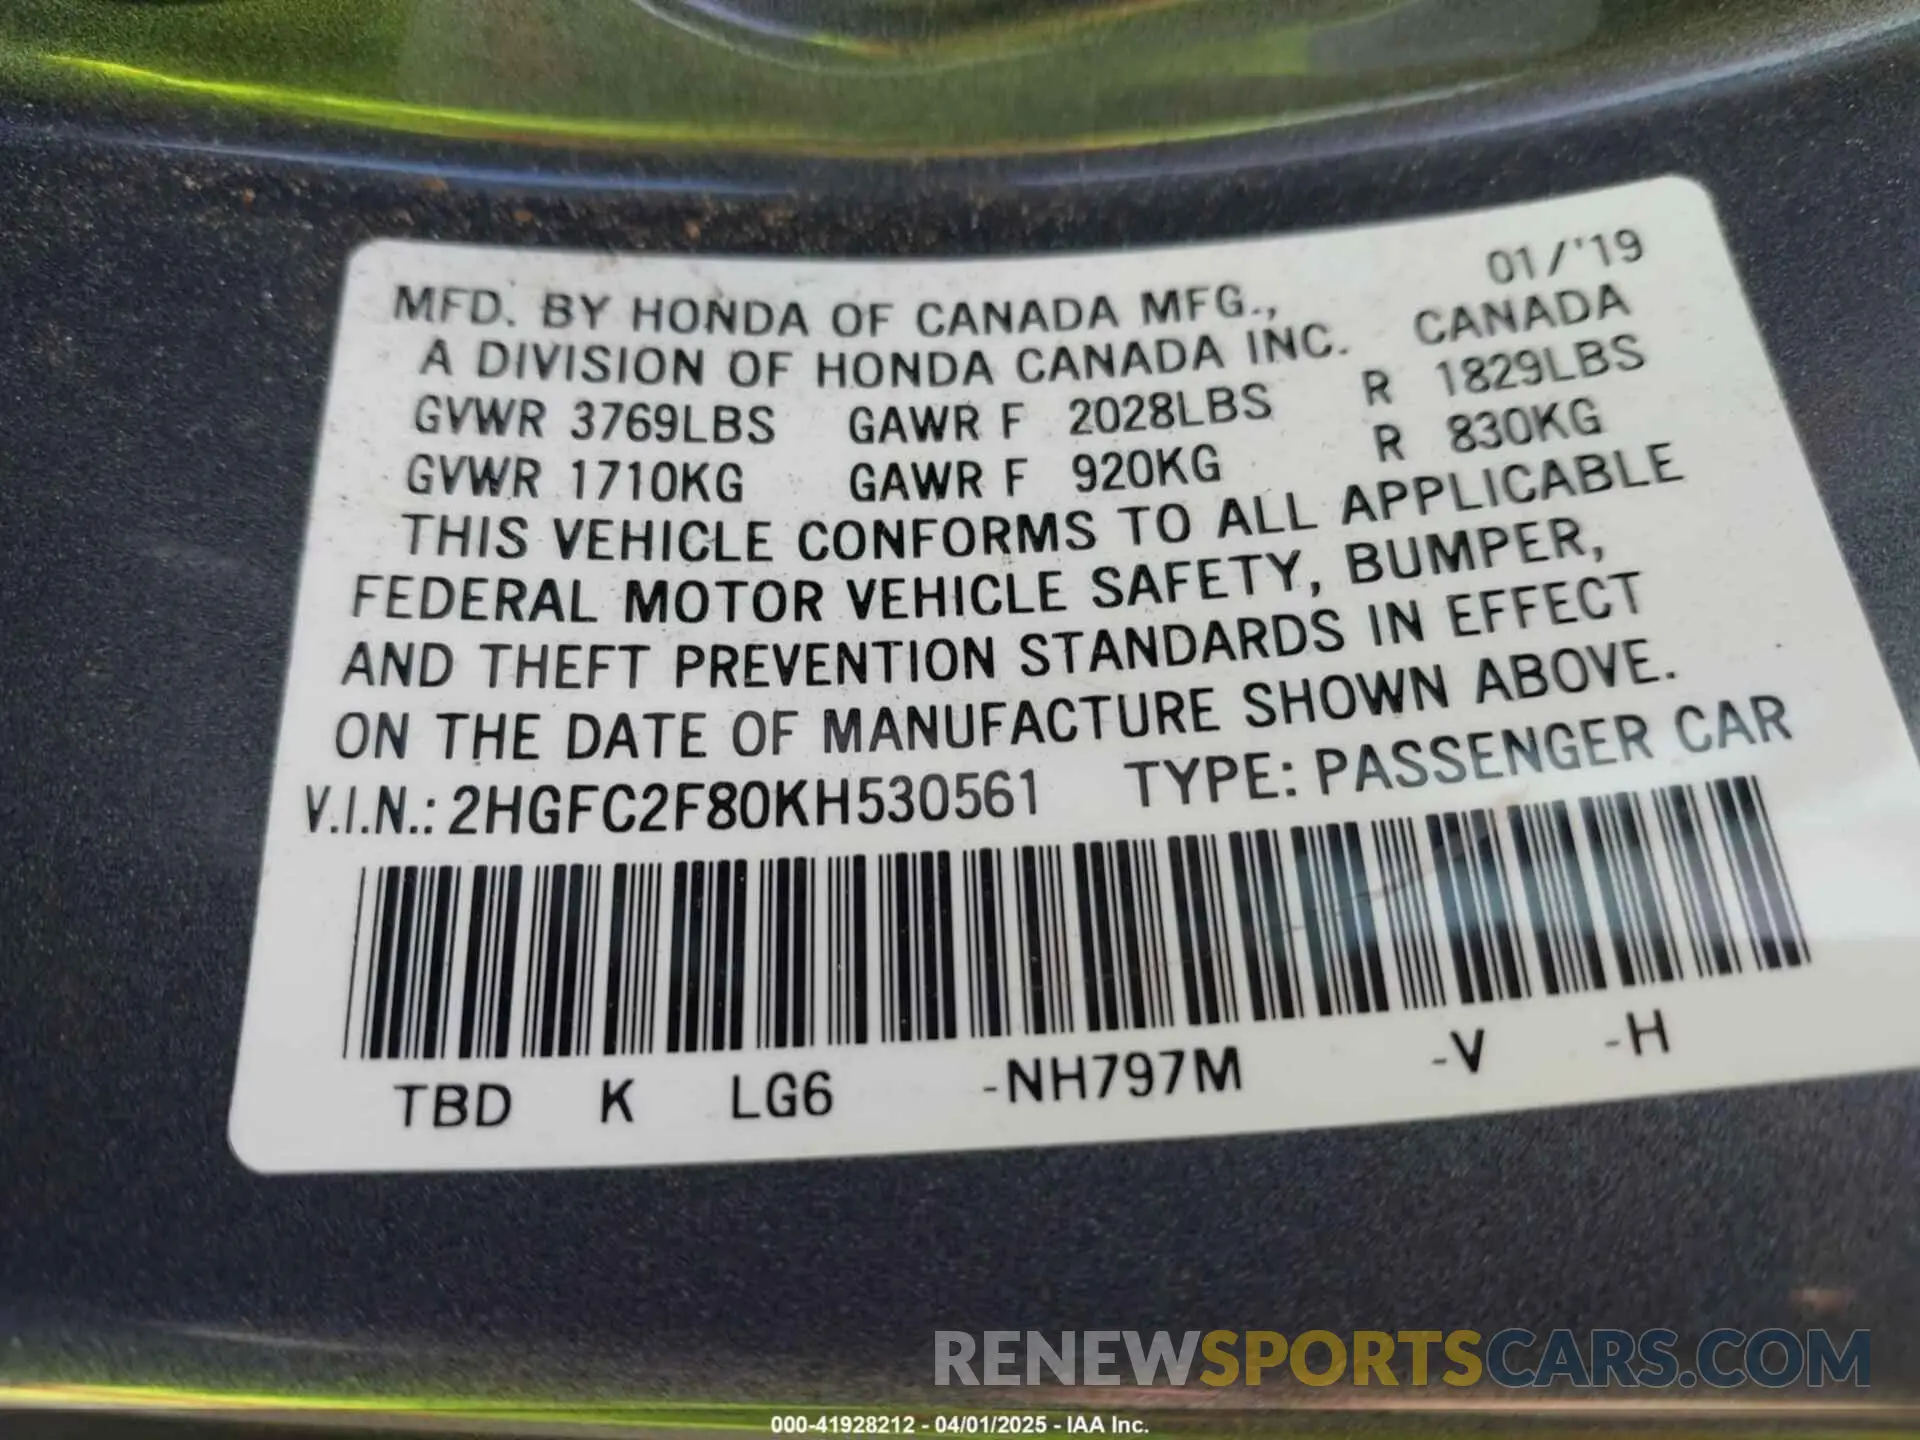 01/'19
MFD. BY HONDA OF CANADA MFG.,
A DIVISION OF HONDA CANADA INC. CANADA
GVWR 3769LBS GAWR F 2028LBS R 1829LBS
GVWR 1710KG GAWR F 920KG R 830KG
THIS VEHICLE CONFORMS TO ALL APPLICABLE
FEDERAL MOTOR VEHICLE SAFETY, BUMPER,
AND THEFT PREVENTION STANDARDS IN EFFECT
ON THE DATE OF MANUFACTURE SHOWN ABOVE.
V.I.N.: 2HGFC2F80KH530561 TYPE: PASSENGER CAR
TBD K LG6 -NH797M -V -H
RENEWSPORTSCARS.COM
000-41928212 - 04/01/2025 - IAA Inc.